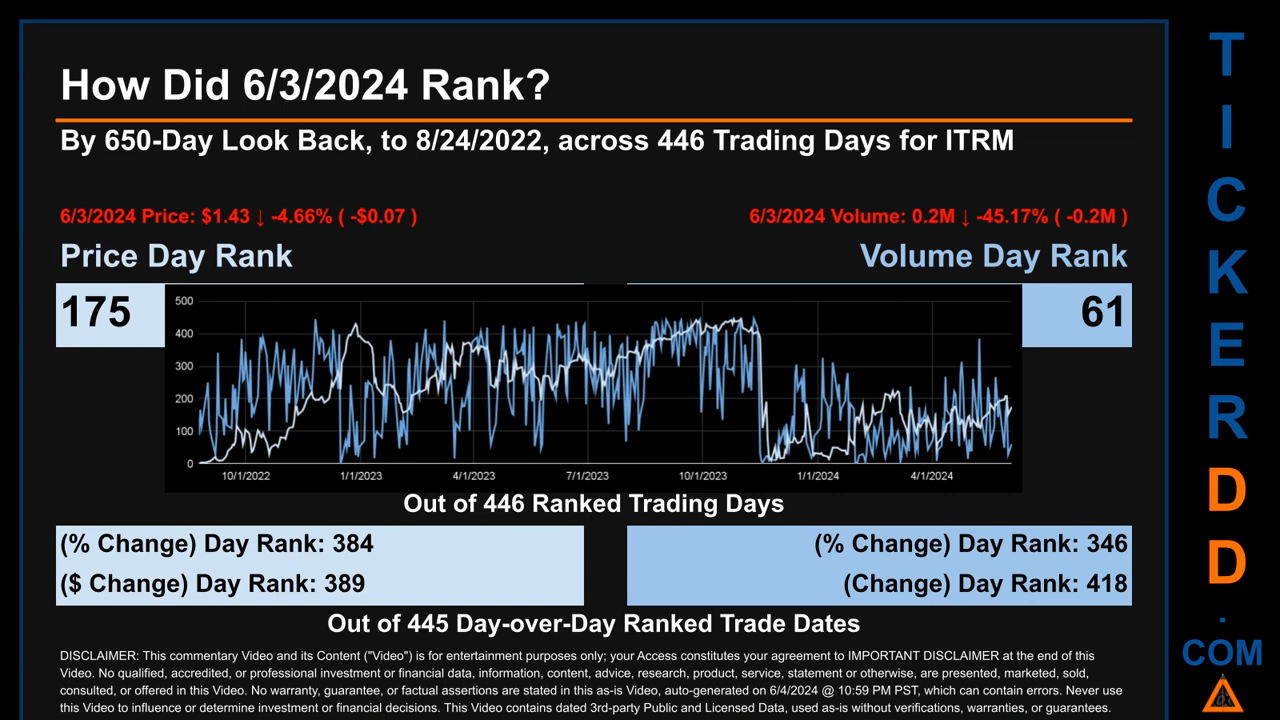 How Did 6/3/2024 Rank?
By 650-Day Look Back, to 8/24/2022, across 446 Trading Days for ITRM
6/3/2024 Price: $1.43 ↓ -4.66% ( -$0.07 )
6/3/2024 Volume: 0.2M ↓ -45.17% ( -0.2M )
Price Day Rank
Volume Day Rank
175
61
500
400
300
200
100
0
10/1/2022 1/1/2023 4/1/2023 7/1/2023 10/1/2023 1/1/2024 4/1/2024
Out of 446 Ranked Trading Days
(% Change) Day Rank: 384
($ Change) Day Rank: 389
(% Change) Day Rank: 346
(Change) Day Rank: 418
Out of 445 Day-over-Day Ranked Trade Dates
DISCLAIMER: This commentary Video and its Content ("Video") is for entertainment purposes only; your Access constitutes your agreement to IMPORTANT DISCLAIMER at the end of this
Video. No qualified, accredited, or professional investment or financial data, information, content, advice, research, product, service, statement or otherwise, are presented, marketed, sold,
consulted, or offered in this Video. No warranty, guarantee, or factual assertions are stated in this as-is Video, auto-generated on 6/4/2024 @ 10:59 PM PST, which can contain errors. Never use
this Video to influence or determine investment or financial decisions. This Video contains dated 3rd-party Public and Licensed Data, used as-is without verifications, warranties, or guarantees.
T
I
C
K
E
R
D
D
.
COM